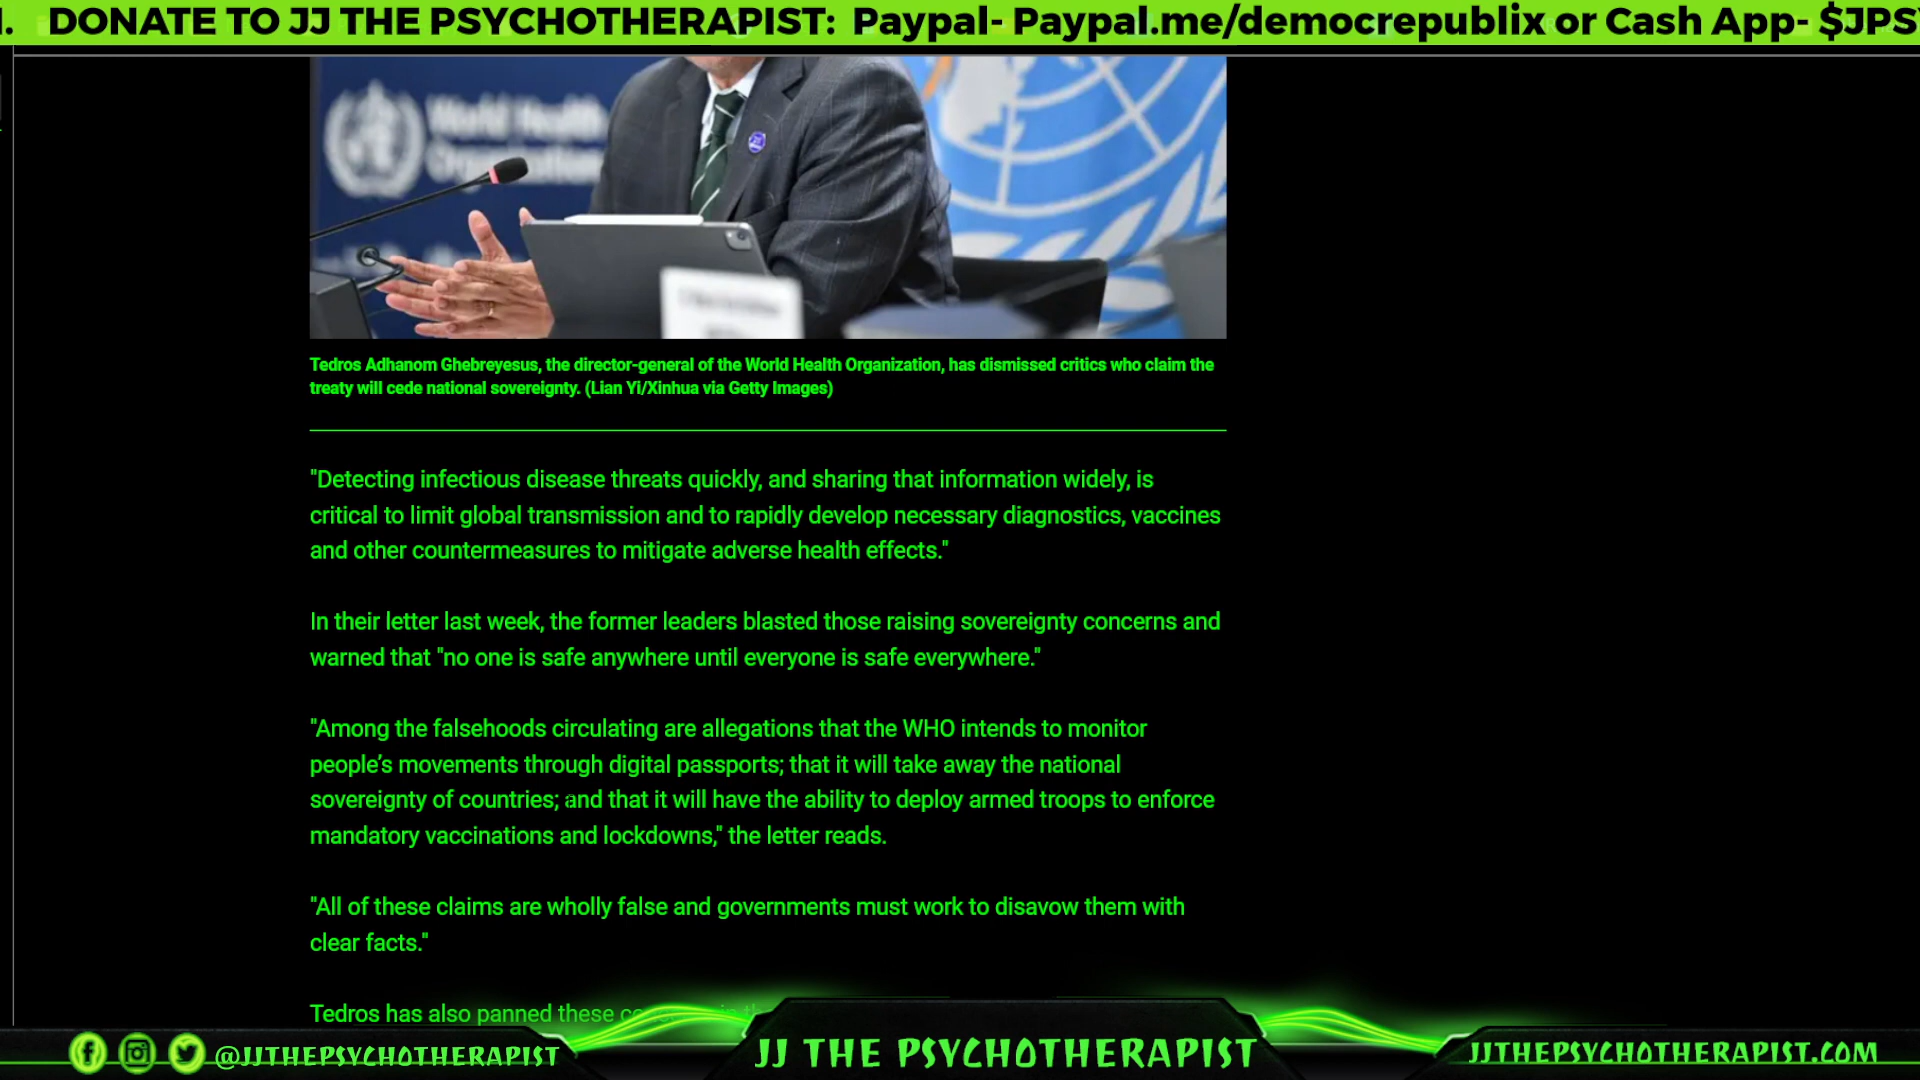 DONATE TO JJ THE PSYCHOTHERAPIST: Paypal- Paypal.me/democrepublix or Cash App- $JPS
World Health
Organization
Tedros Adhanom Ghebreyesus, the director-general of the World Health Organization, has dismissed critics who claim the
treaty will cede national sovereignty. (Lian Yi/Xinhua via Getty Images)
"Detecting infectious disease threats quickly, and sharing that information widely, is
critical to limit global transmission and to rapidly develop necessary diagnostics, vaccines
and other countermeasures to mitigate adverse health effects."
In their letter last week, the former leaders blasted those raising sovereignty concerns and
warned that "no one is safe anywhere until everyone is safe everywhere."
"Among the falsehoods circulating are allegations that the WHO intends to monitor
people’s movements through digital passports; that it will take away the national
sovereignty of countries; and that it will have the ability to deploy armed troops to enforce
mandatory vaccinations and lockdowns," the letter reads.
"All of these claims are wholly false and governments must work to disavow them with
clear facts."
Tedros has also panned these
@JJTHEPSYCHOTHERAPIST
JJ THE PSYCHOTHERAPIST
JJTHEPSYCHOTHERAPIST.COM